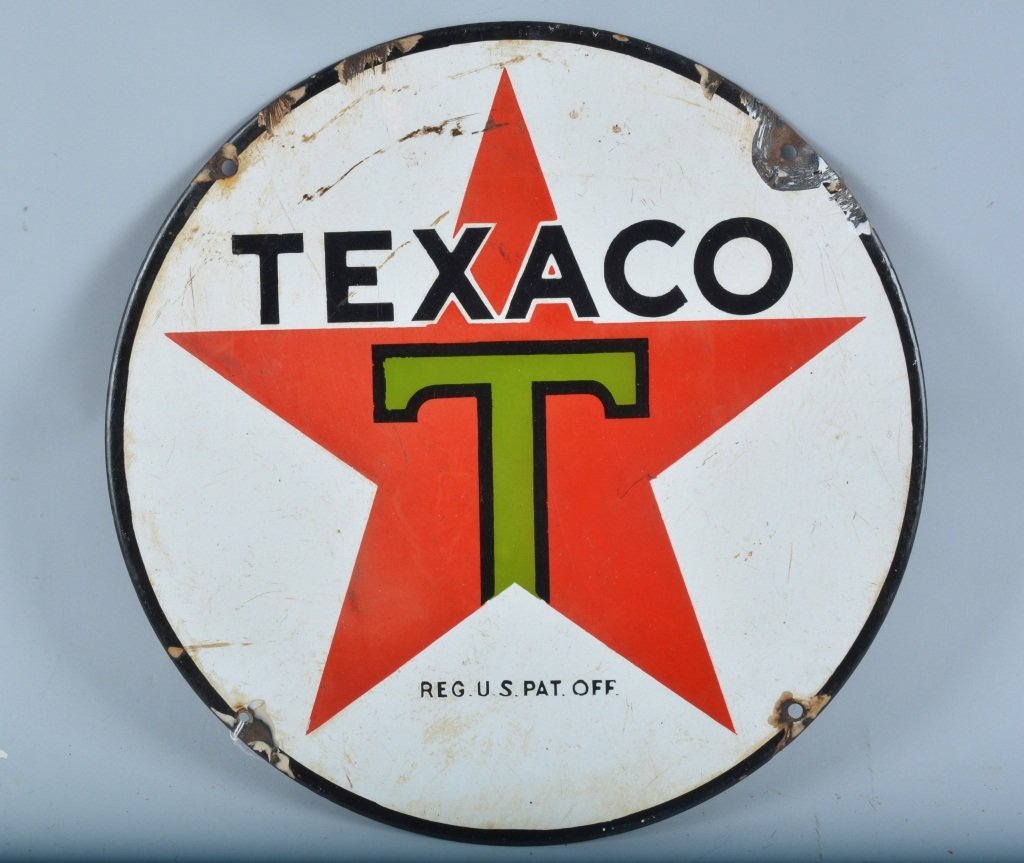 TEXACO
T
REG. U.S. PAT. OFF.